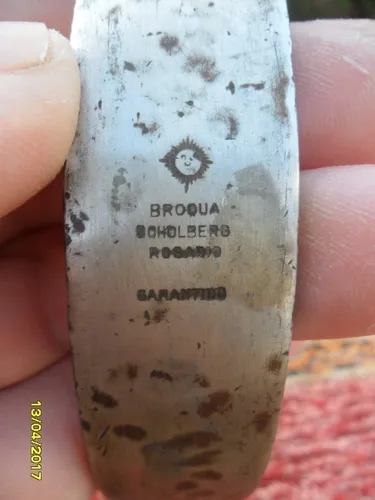 BROQUA
SCHOLBERG
ROSARIO
GARANTIDO
13/04/2017